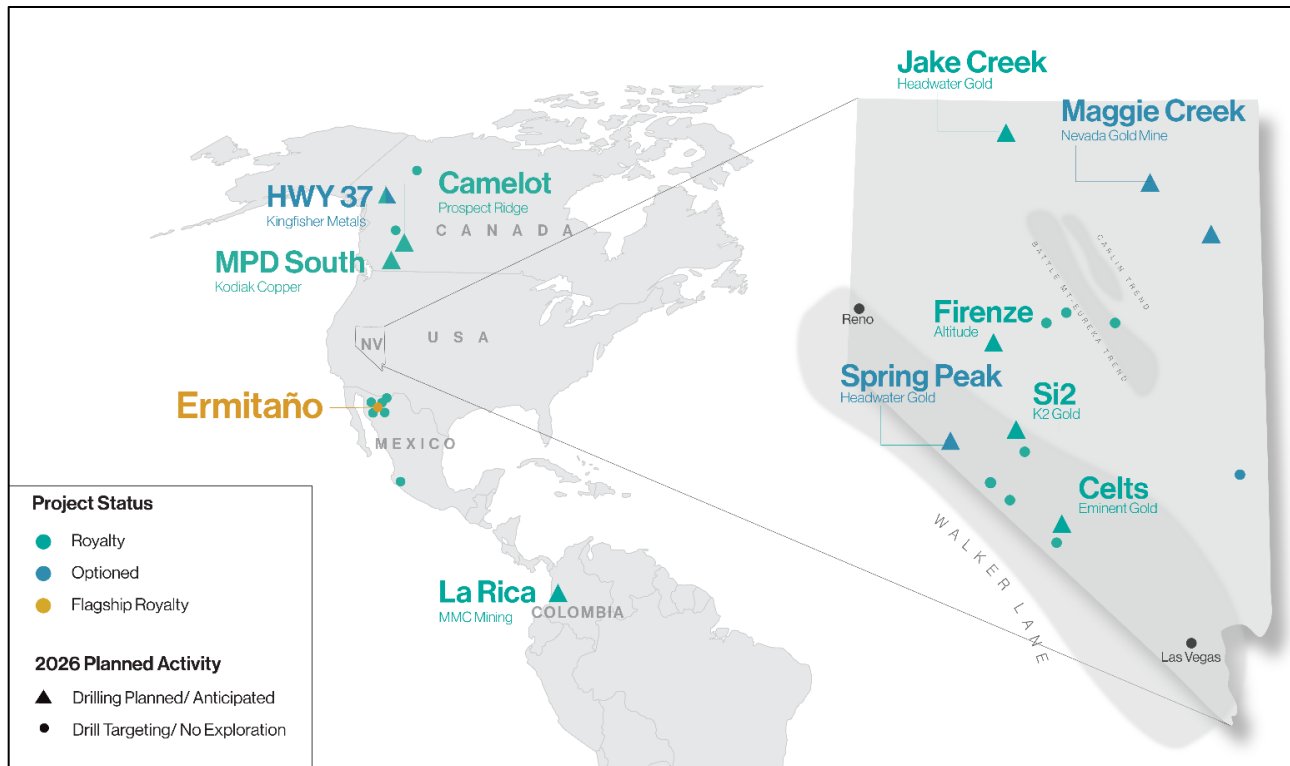 Jake Creek
Headwater Gold
Maggie Creek
Nevada Gold Mine
HWY 37
Kingfisher Metals
Camelot
Prospect Ridge
CANADA
MPD South
Kodiak Copper
CARLIN TREND
BATTLE MT-EUREKA TREND
Reno
Firenze
Altitude
NV
USA
Spring Peak
Headwater Gold
Si2
K2 Gold
Ermitaño
MEXICO
Celts
Eminent Gold
WALKER LANE
La Rica
MMC Mining
COLOMBIA
Las Vegas
Project Status
Royalty
Optioned
Flagship Royalty
2026 Planned Activity
Drilling Planned/ Anticipated
Drill Targeting/ No Exploration